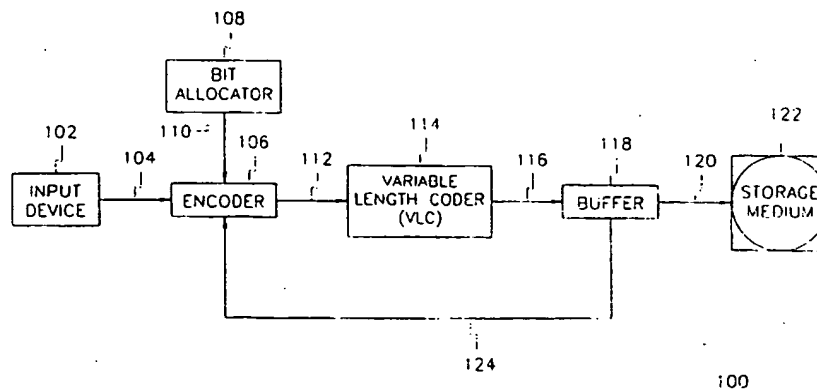 108
BIT
ALLOCATOR
110
102
104
106
112
114
116
118
120
122
INPUT
DEVICE
ENCODER
VARIABLE
LENGTH CODER
(VLC)
BUFFER
STORAGE
MEDIUM
124
100